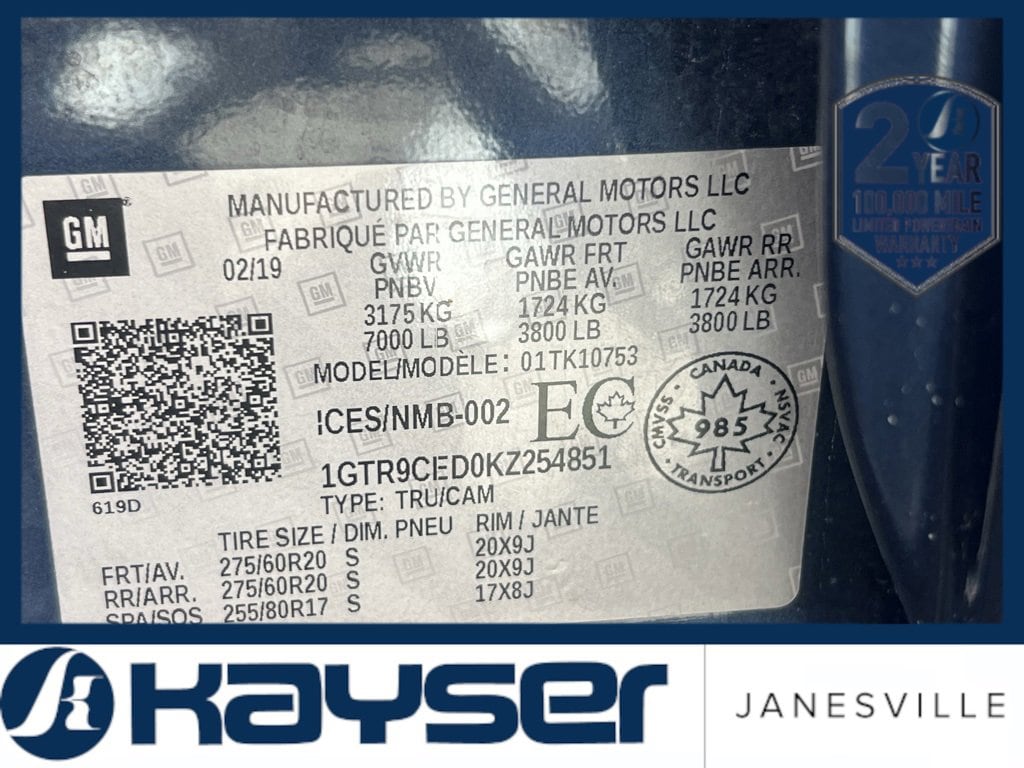 GM
MANUFACTURED BY GENERAL MOTORS LLC
FABRIQUÉ PAR GENERAL MOTORS LLC
02/19
GVWR GAWR FRT GAWR RR
PNBV PNBE AV. PNBE ARR.
3175 KG 1724 KG 1724 KG
7000 LB 3800 LB 3800 LB
MODEL/MODÈLE: 01TK10753
ICES/NMB-002 EC
CANADA
CMVSS 985 NSVAC
TRANSPORT
1GTR9CED0KZ254851
619D
TYPE: TRU/CAM
TIRE SIZE / DIM. PNEU RIM / JANTE
FRT/AV. 275/60R20 S 20X9J
RR/ARR. 275/60R20 S 20X9J
SPA/SOS 255/80R17 S 17X8J
2 YEAR
100,000 MILE
LIMITED POWERTRAIN
WARRANTY
Kayser
JANESVILLE